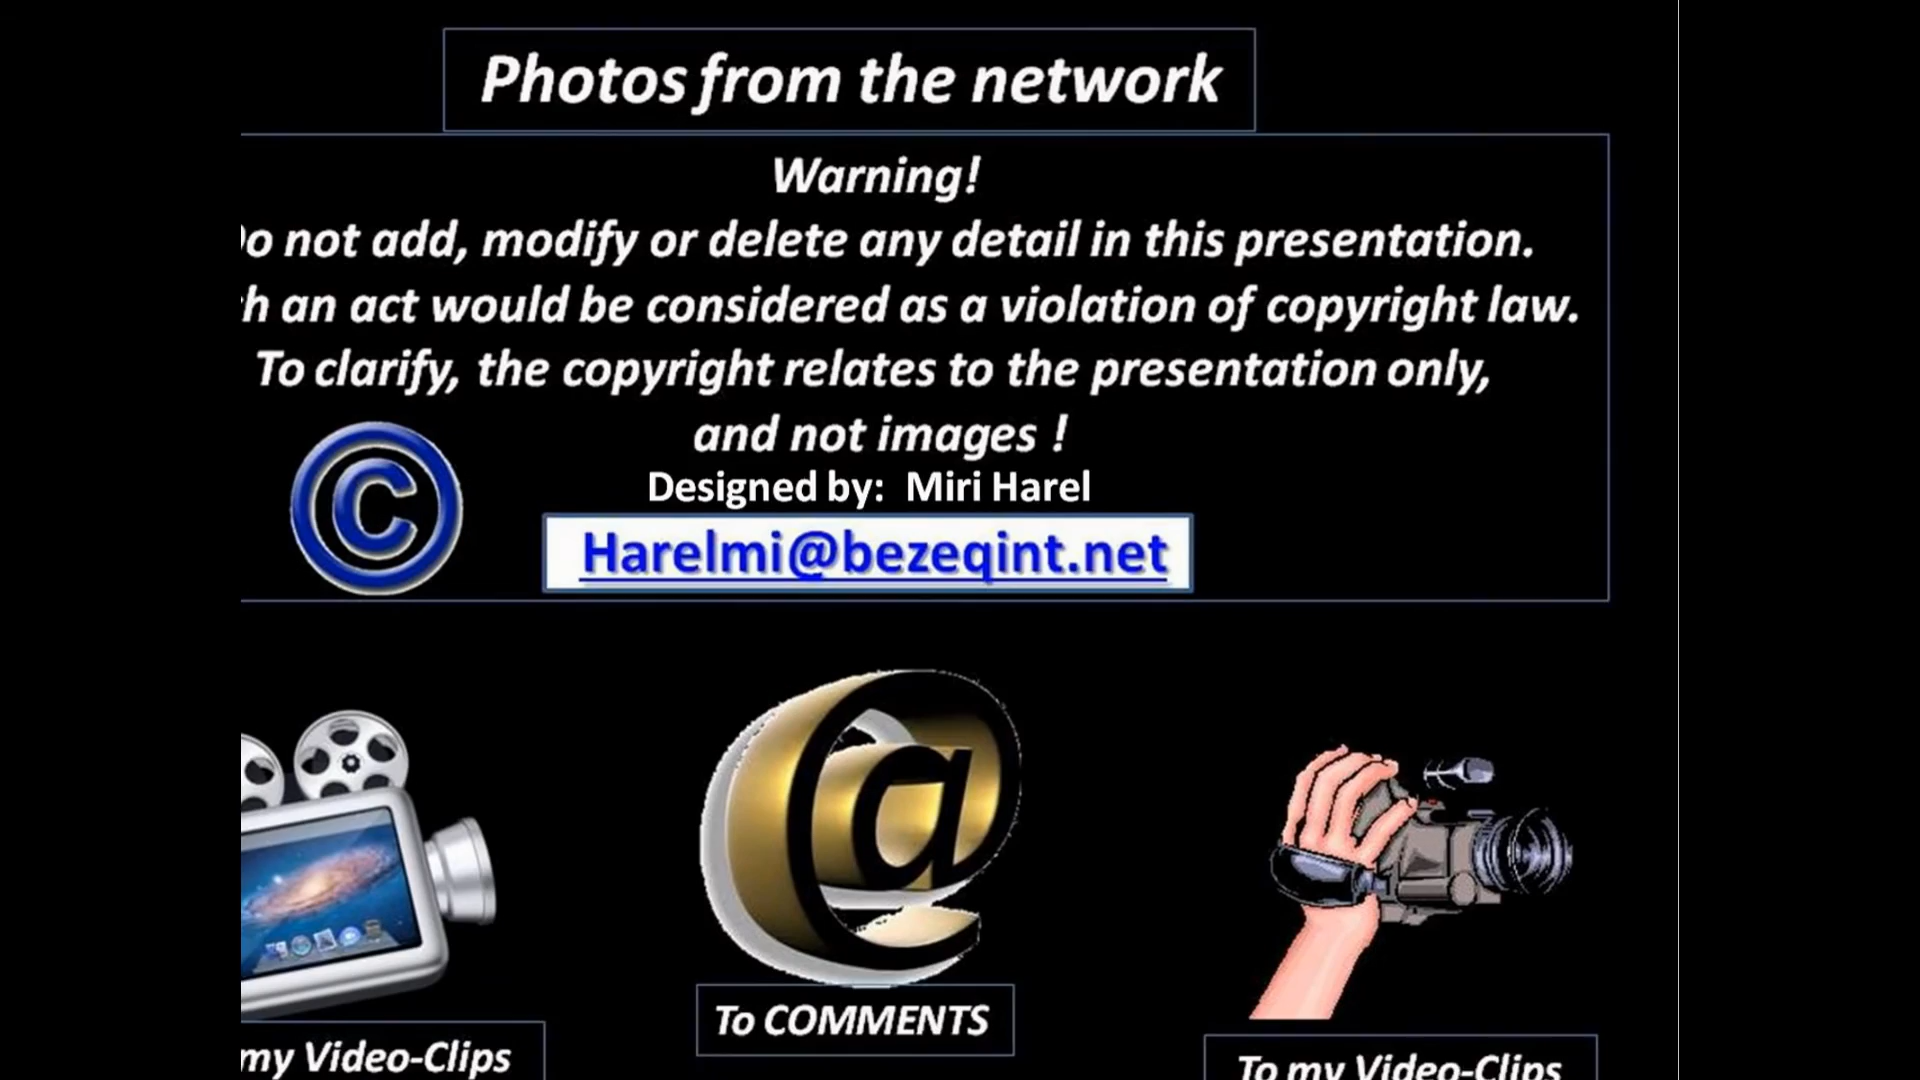 Photos from the network
Warning!
not add, modify or delete any detail in this presentation.
an act would be considered as a violation of copyright law.
To clarify, the copyright relates to the presentation only,
and not images !
©
Designed by: Miri Harel
Harelmi@bezeqint.net
@
To COMMENTS
my Video-Clips
To my Video-Clips